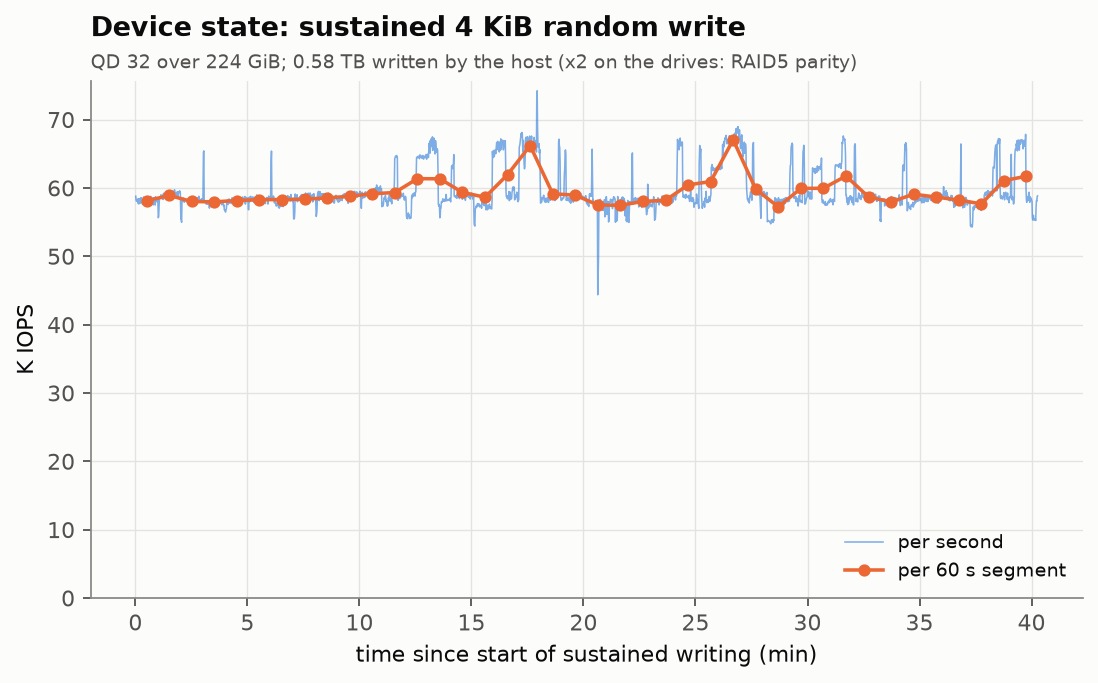 Device state: sustained 4 KiB random write
QD 32 over 224 GiB; 0.58 TB written by the host (x2 on the drives: RAID5 parity)
K IOPS
70
60
50
40
30
20
10
0
per second
per 60 s segment
0 5 10 15 20 25 30 35 40
time since start of sustained writing (min)